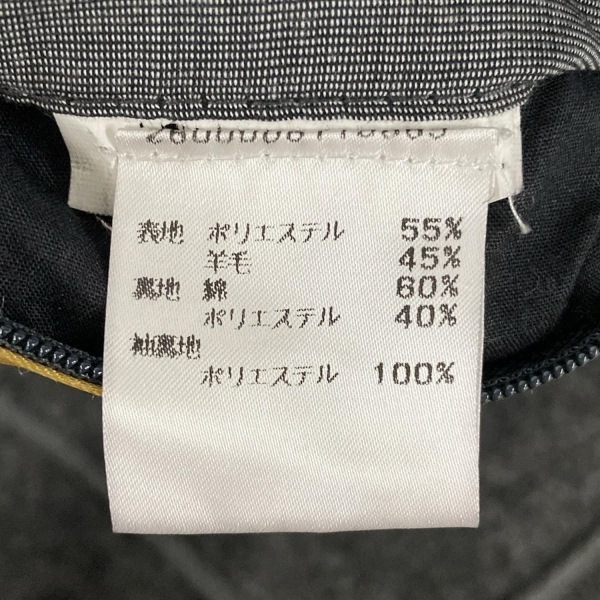 表地 ポリエステル 55%
羊毛 45%
裏地 綿 60%
ポリエステル 40%
袖裏地
ポリエステル 100%